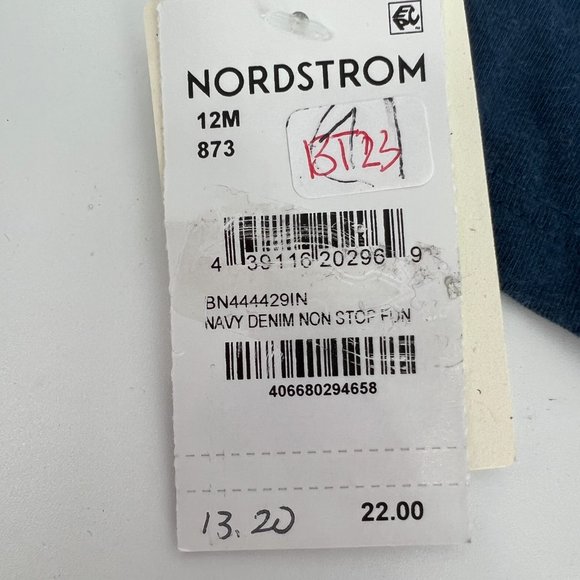 NORDSTROM
12M
873
BT23
4 39116 20296 9
BN444429IN
NAVY DENIM NON STOP FUN
406680294658
13.20 22.00